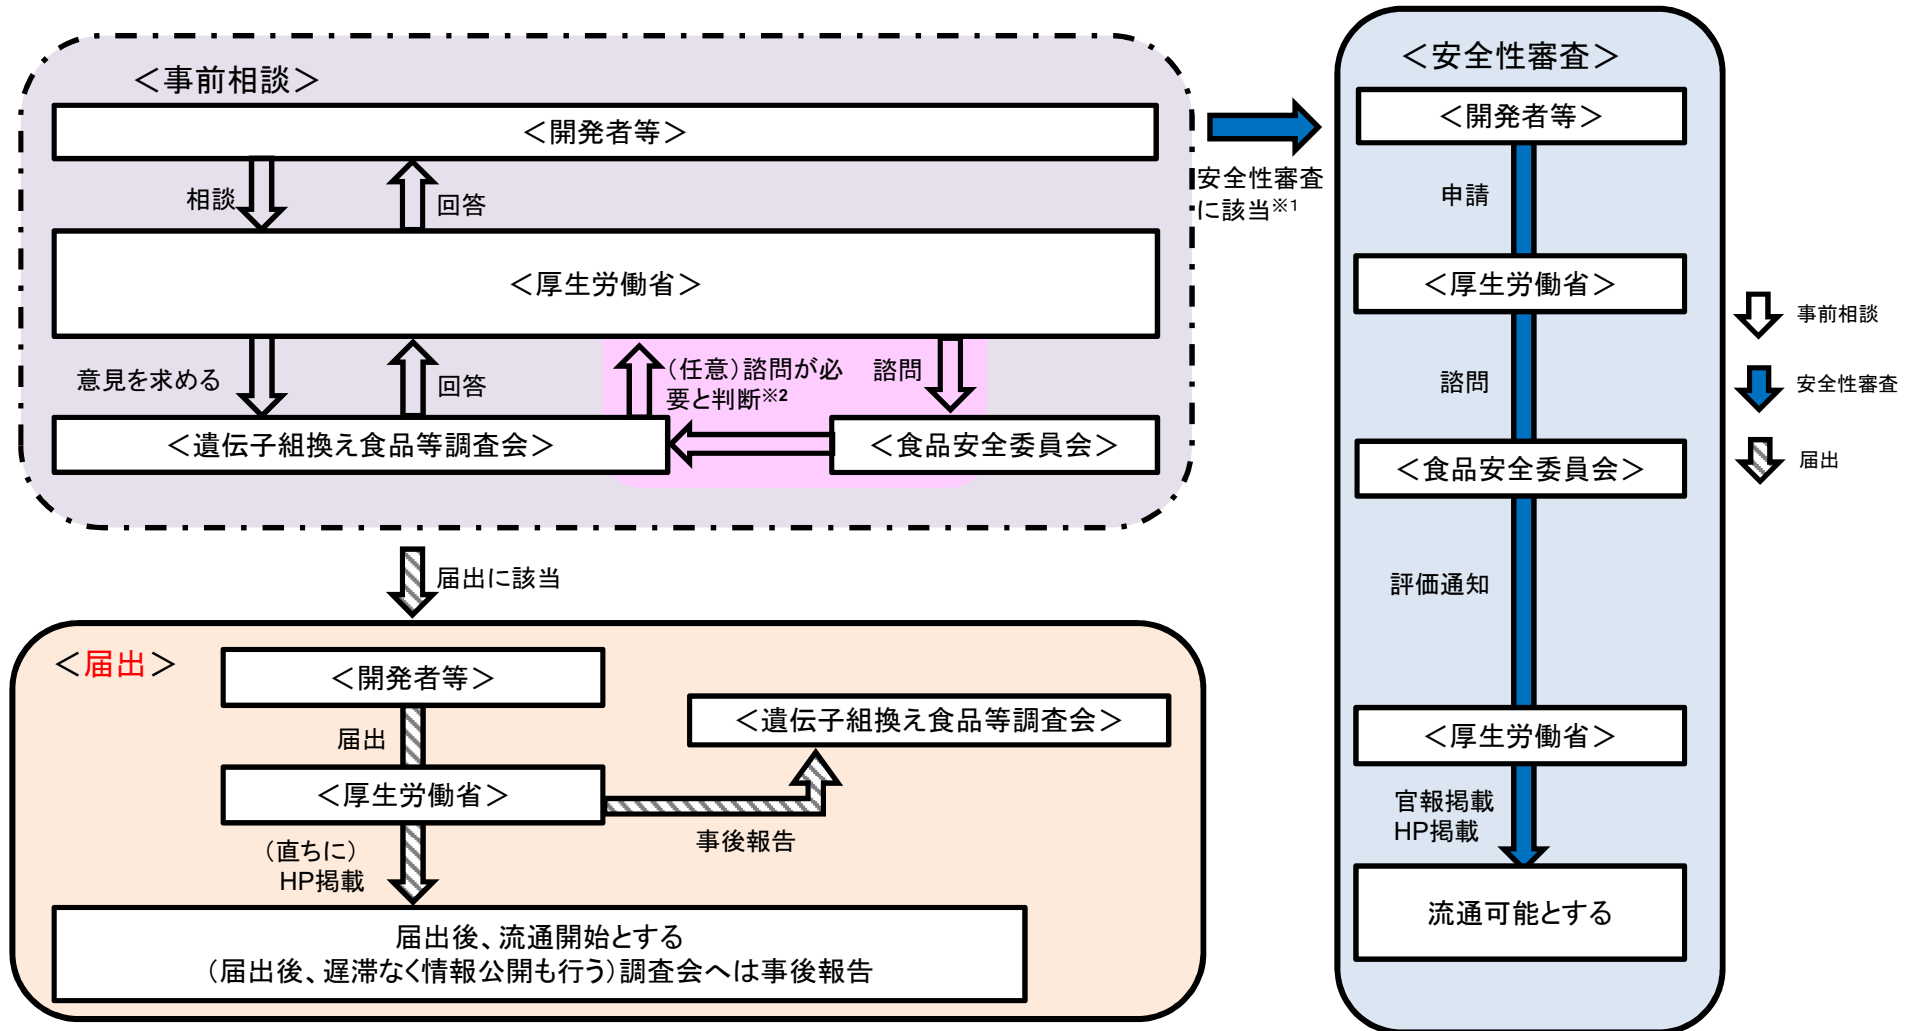 ＜事前相談＞
＜開発者等＞
相談
回答
＜厚生労働省＞
意見を求める
回答
（任意）諮問が必
要と判断※2
諮問
＜遺伝子組換え食品等調査会＞
＜食品安全委員会＞
安全性審査
に該当※1
届出に該当
＜届出＞
＜開発者等＞
届出
＜厚生労働省＞
＜遺伝子組換え食品等調査会＞
事後報告
（直ちに）
HP掲載
届出後、流通開始とする
（届出後、遅滞なく情報公開も行う）調査会へは事後報告
＜安全性審査＞
＜開発者等＞
申請
＜厚生労働省＞
諮問
＜食品安全委員会＞
評価通知
＜厚生労働省＞
官報掲載
HP掲載
流通可能とする
事前相談
安全性審査
届出